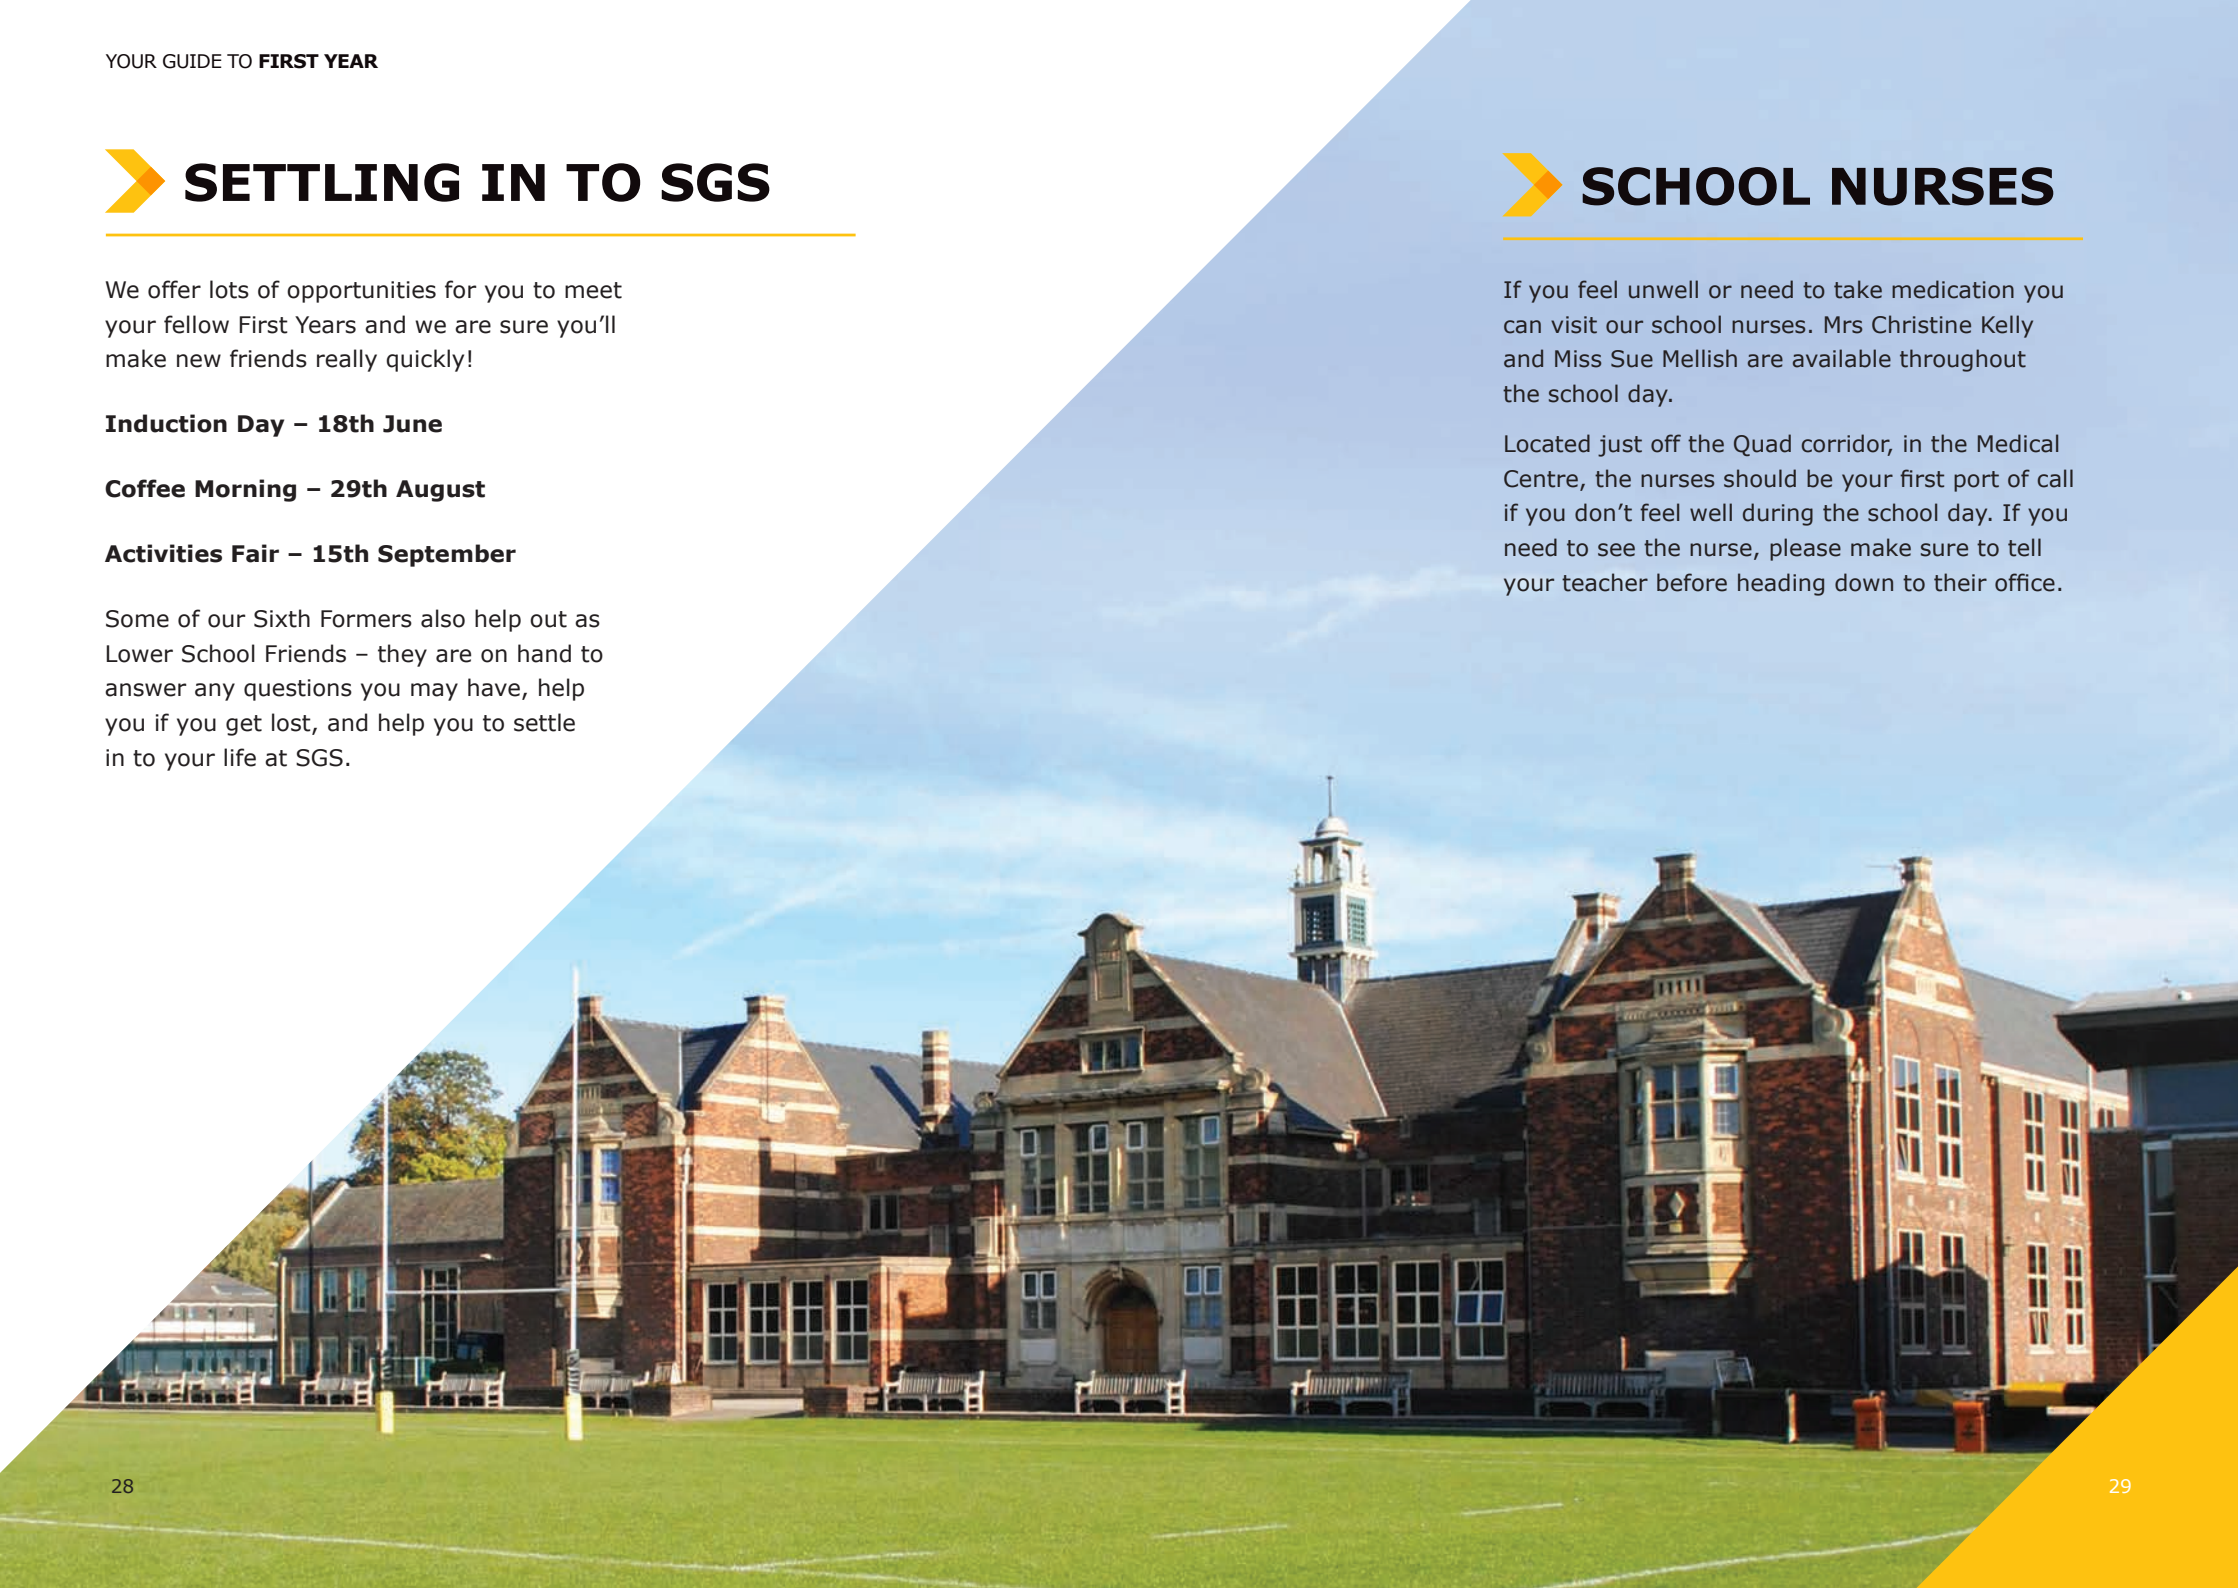 YOUR GUIDE TO FIRST YEAR
SETTLING IN TO SGS
We offer lots of opportunities for you to meet
your fellow First Years and we are sure you’ll
make new friends really quickly!
Induction Day – 18th June
Coffee Morning – 29th August
Activities Fair – 15th September
Some of our Sixth Formers also help out as
Lower School Friends – they are on hand to
answer any questions you may have, help
you if you get lost, and help you to settle
in to your life at SGS.
28
SCHOOL NURSES
If you feel unwell or need to take medication you
can visit our school nurses. Mrs Christine Kelly
and Miss Sue Mellish are available throughout
the school day.
Located just off the Quad corridor, in the Medical
Centre, the nurses should be your first port of call
if you don’t feel well during the school day. If you
need to see the nurse, please make sure to tell
your teacher before heading down to their office.
29